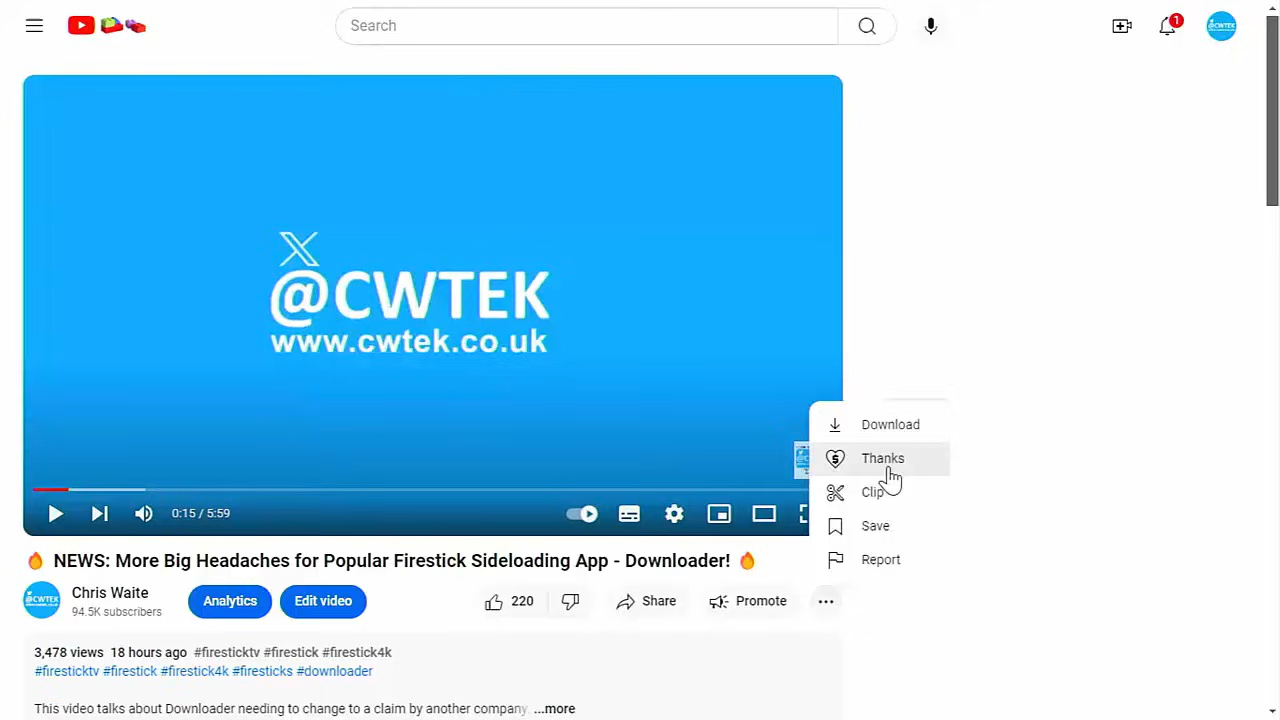 Search
1
@CWTEK
X
@CWTEK
www.cwtek.co.uk
Download
Thanks
Clip
Save
Report
0:15 / 5:59
🔥 NEWS: More Big Headaches for Popular Firestick Sideloading App - Downloader! 🔥
@CWTEK
Chris Waite
94.5K subscribers
Analytics
Edit video
220
Share
Promote
3,478 views 18 hours ago #firesticktv #firestick #firestick4k
#firesticktv #firestick #firestick4k #firesticks #downloader
This video talks about Downloader needing to change to a claim by another company. ...more